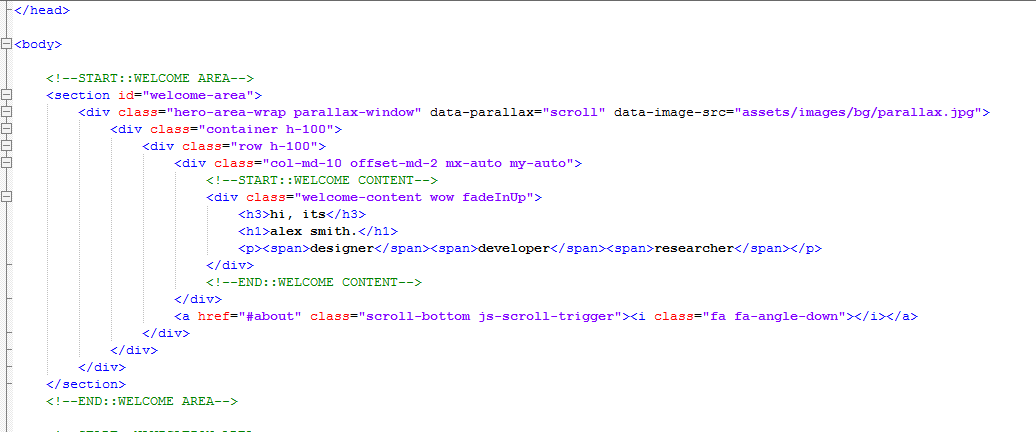 </head>
<body>
<!--START::WELCOME AREA-->
<section id="welcome-area">
<div class="hero-area-wrap parallax-window" data-parallax="scroll" data-image-src="assets/images/bg/parallax.jpg">
<div class="container h-100">
<div class="row h-100">
<div class="col-md-10 offset-md-2 mx-auto my-auto">
<!--START::WELCOME CONTENT-->
<div class="welcome-content wow fadeInUp">
<h3>hi, its</h3>
<h1>alex smith.</h1>
<p><span>designer</span><span>developer</span><span>researcher</span></p>
</div>
<!--END::WELCOME CONTENT-->
</div>
<a href="#about" class="scroll-bottom js-scroll-trigger"><i class="fa fa-angle-down"></i></a>
</div>
</div>
</div>
</section>
<!--END::WELCOME AREA-->